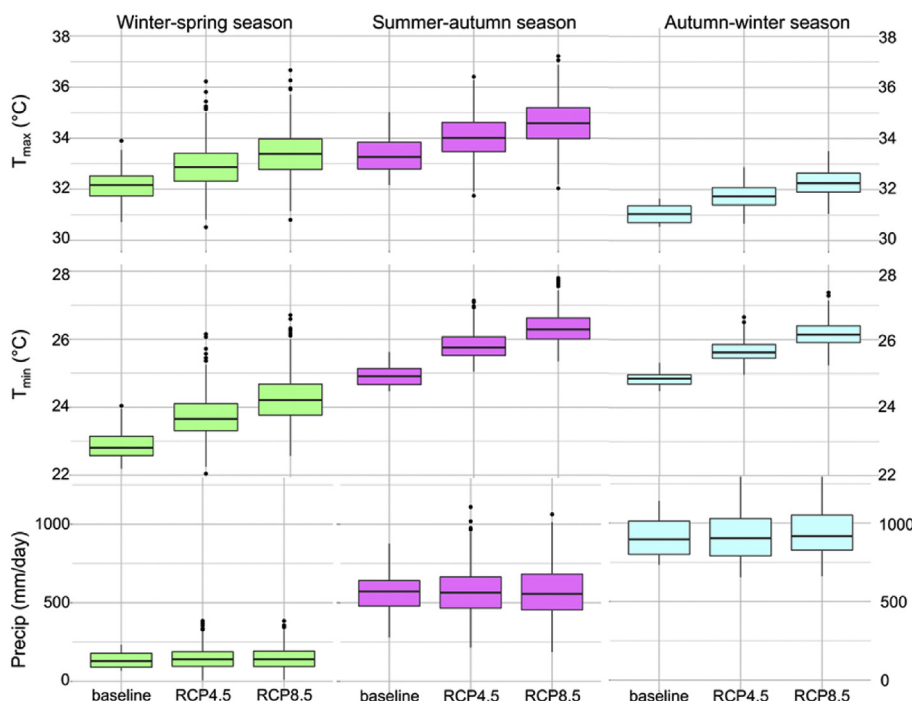 Winter-spring season Summer-autumn season Autumn-winter season
38 38
36 36
34 34
32 32
30 30
T_max (°C)
28 28
26 26
24 24
22 22
T_min (°C)
1000 1000
500 500
0 0
Precip (mm/day)
baseline RCP4.5 RCP8.5 baseline RCP4.5 RCP8.5 baseline RCP4.5 RCP8.5